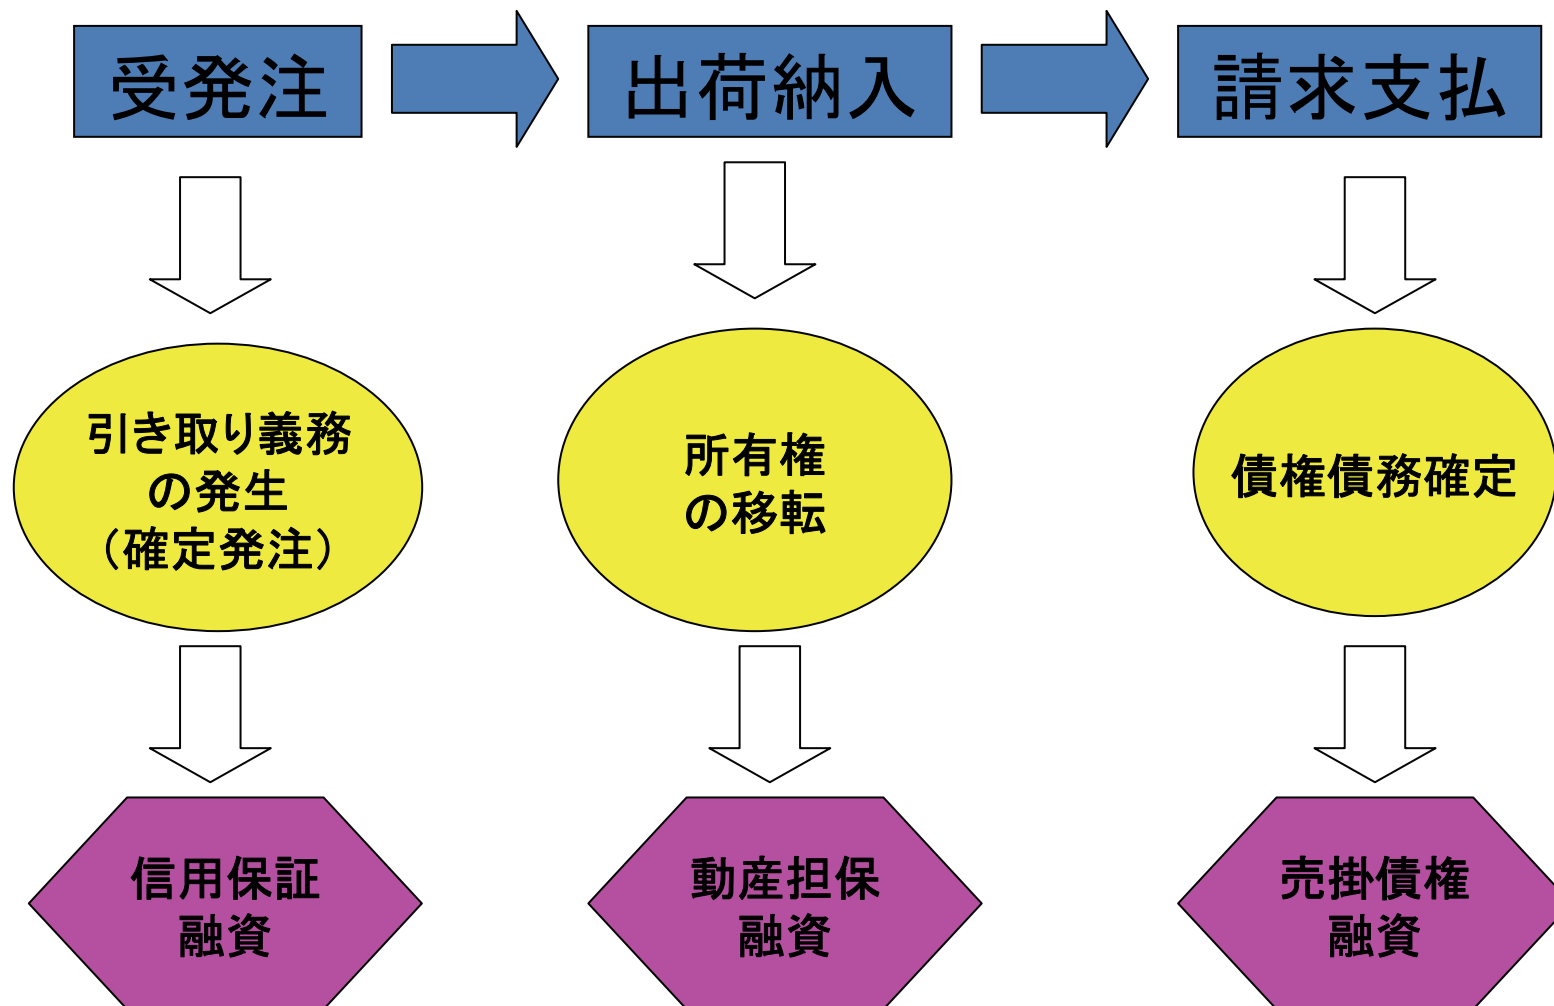 受発注
出荷納入
請求支払
引き取り義務
の発生
（確定発注）
所有権
の移転
債権債務確定
信用保証
融資
動産担保
融資
売掛債権
融資